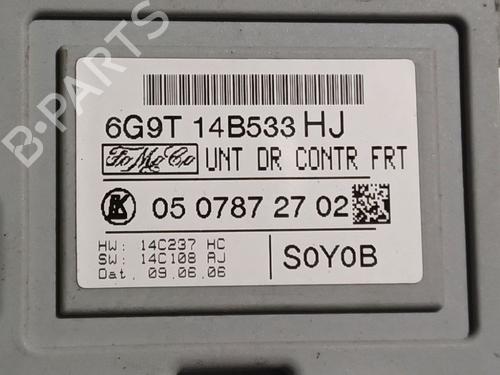 6G9T 14B533 HJ
FoMoCo UNT DR CONTR FRT
K 05 0787 27 02
HW: 14C237 HC
SW: 14C108 AJ
Dat. 09.06.06
S0Y0B
B-PARTS